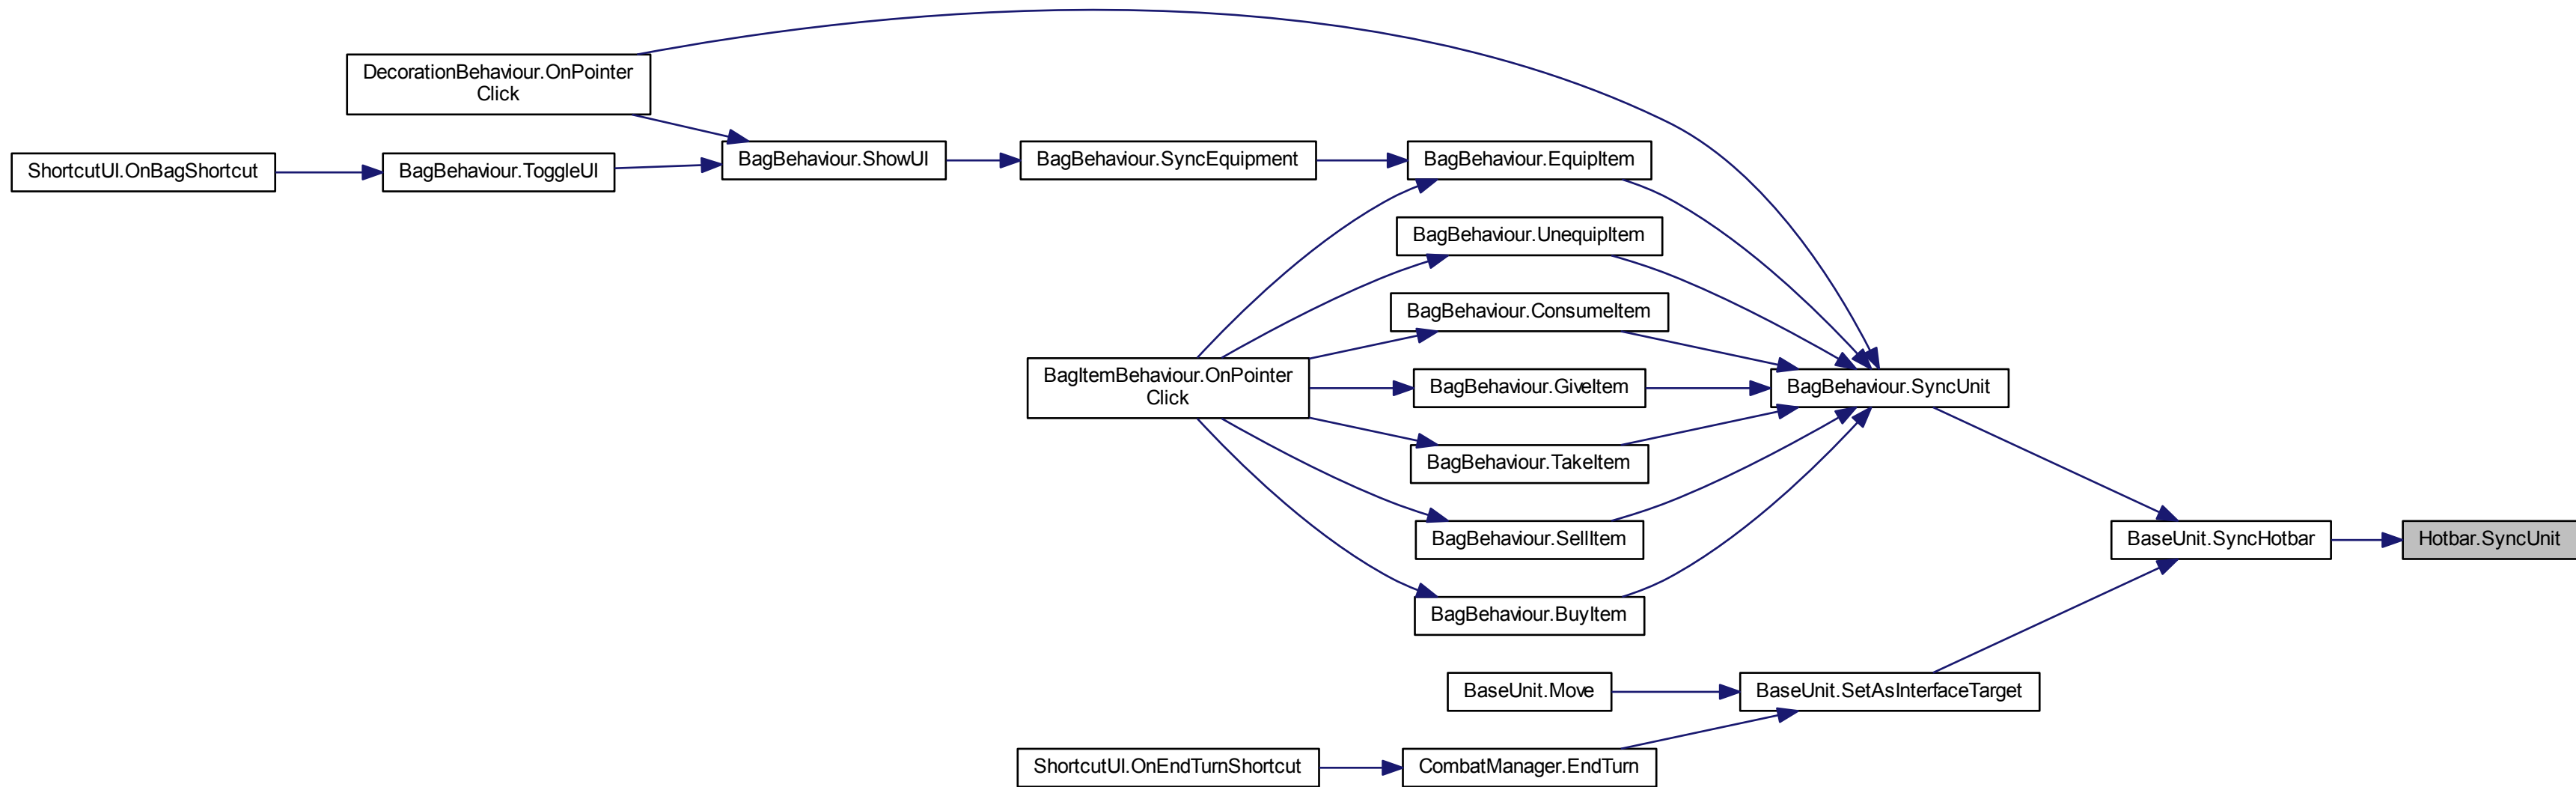 DecorationBehaviour.OnPointer
Click
ShortcutUI.OnBagShortcut
BagBehaviour.ToggleUI
BagBehaviour.ShowUI
BagBehaviour.SyncEquipment
BagBehaviour.EquipItem
BagBehaviour.UnequipItem
BagBehaviour.ConsumeItem
BagItemBehaviour.OnPointer
Click
BagBehaviour.GiveItem
BagBehaviour.SyncUnit
BagBehaviour.TakeItem
BagBehaviour.SellItem
BaseUnit.SyncHotbar
Hotbar.SyncUnit
BagBehaviour.BuyItem
BaseUnit.Move
BaseUnit.SetAsInterfaceTarget
ShortcutUI.OnEndTurnShortcut
CombatManager.EndTurn